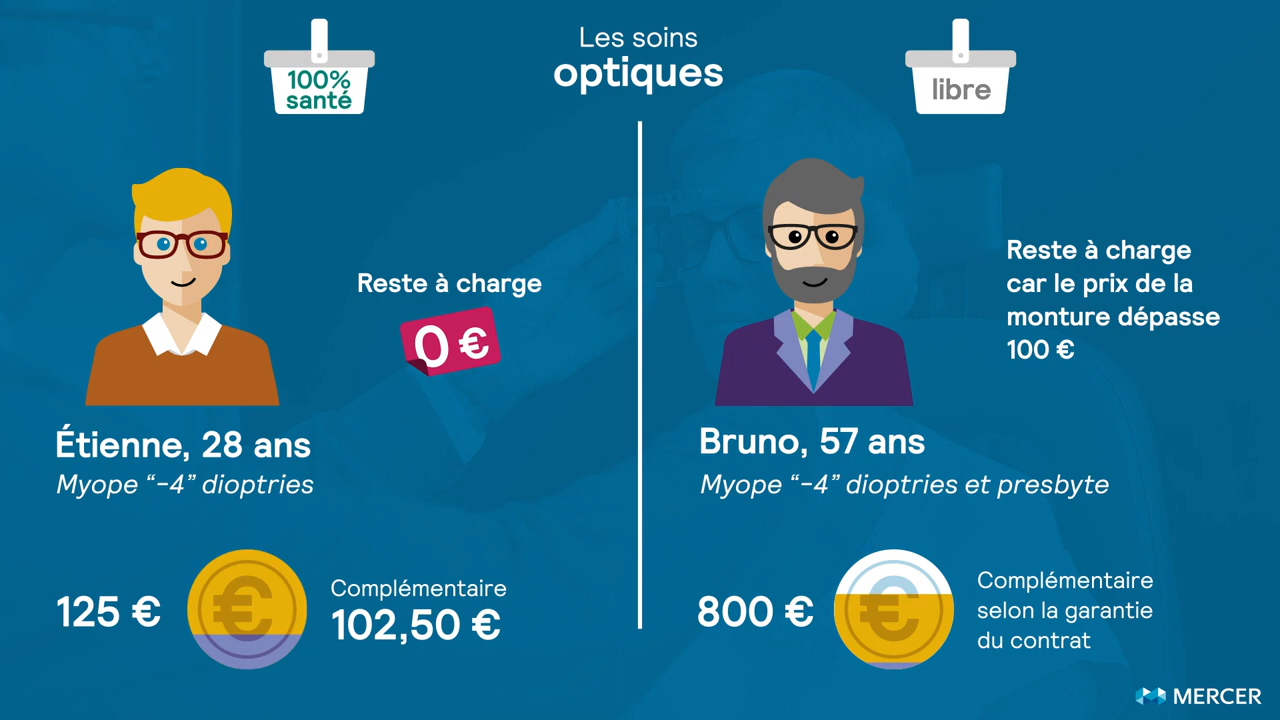 100%
santé
Les soins
optiques
libre
Reste à charge
0 €
Étienne, 28 ans
Myope “-4” dioptries
125 €
Complémentaire
102,50 €
Reste à charge
car le prix de la
monture dépasse
100 €
Bruno, 57 ans
Myope “-4” dioptries et presbyte
800 €
Complémentaire
selon la garantie
du contrat
MERCER